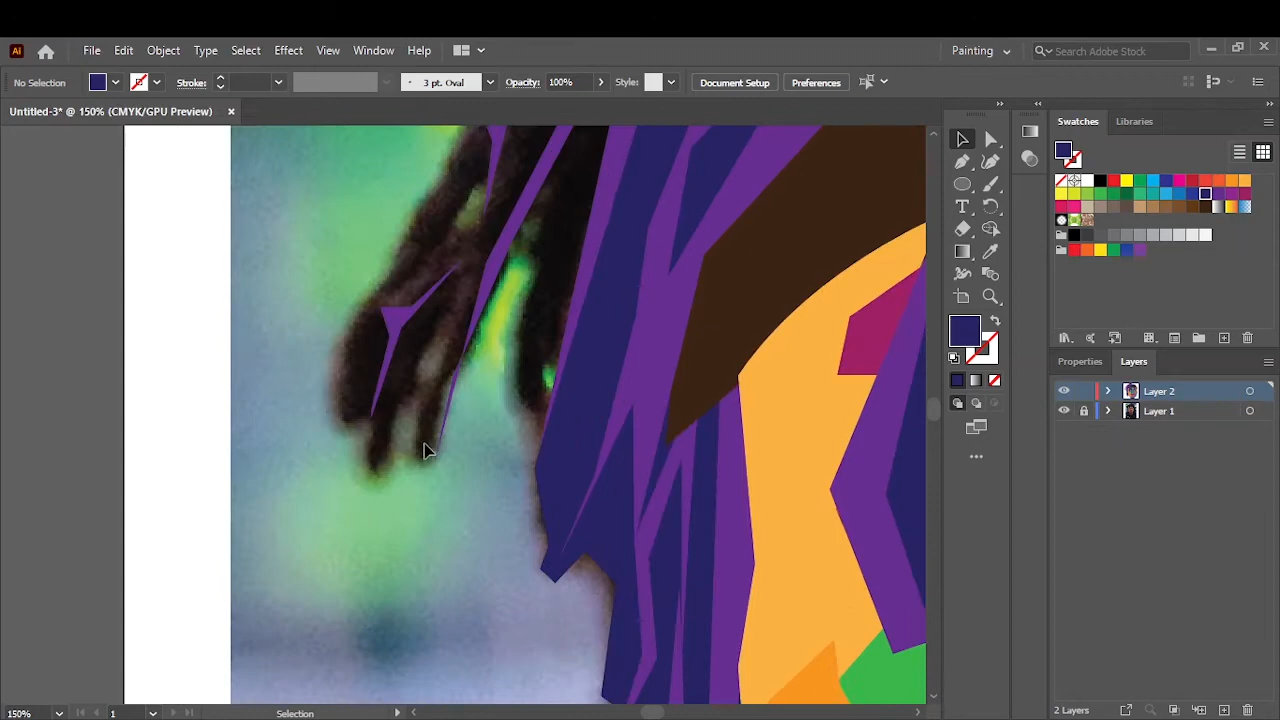 Ai File Edit Object Type Select Effect View Window Help Painting Search Adobe Stock
No Selection Stroke: 3 pt. Oval Opacity: 100% Style: Document Setup Preferences
Untitled-3* @ 150% (CMYK/GPU Preview)
Swatches Libraries
Properties Layers
Layer 2
Layer 1
150% 1 Selection 2 Layers